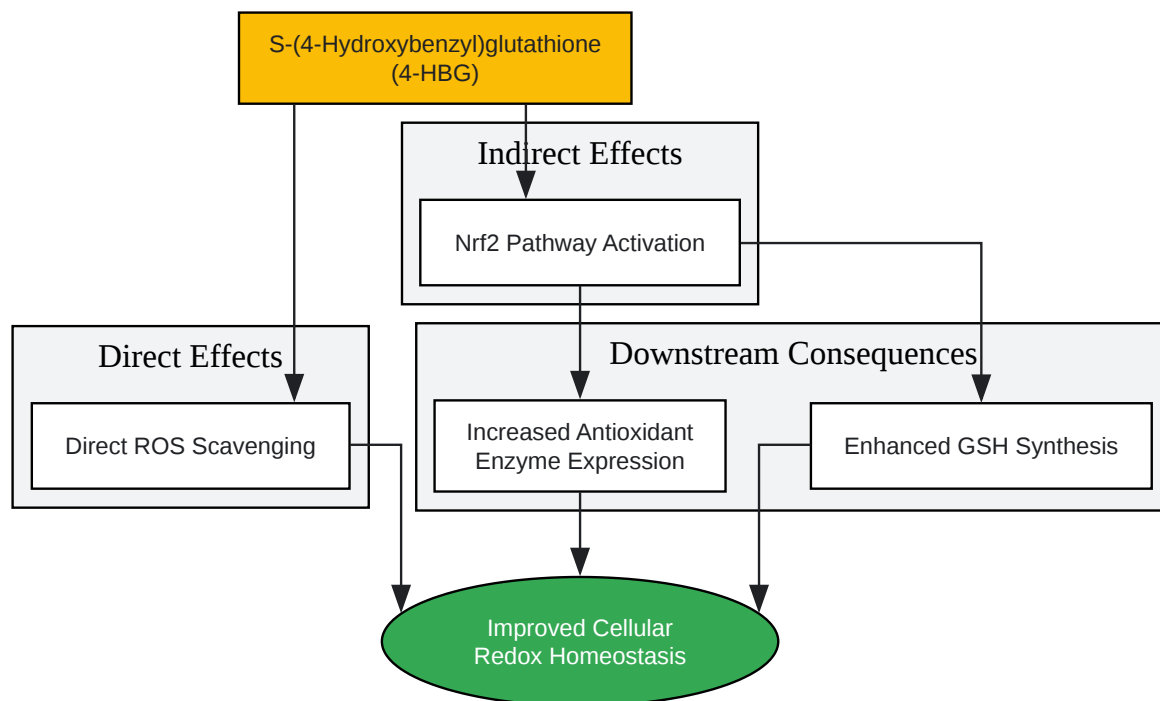 S-(4-Hydroxybenzyl)glutathione
(4-HBG)
Indirect Effects
Nrf2 Pathway Activation
Direct Effects
Direct ROS Scavenging
Downstream Consequences
Increased Antioxidant
Enzyme Expression
Enhanced GSH Synthesis
Improved Cellular
Redox Homeostasis